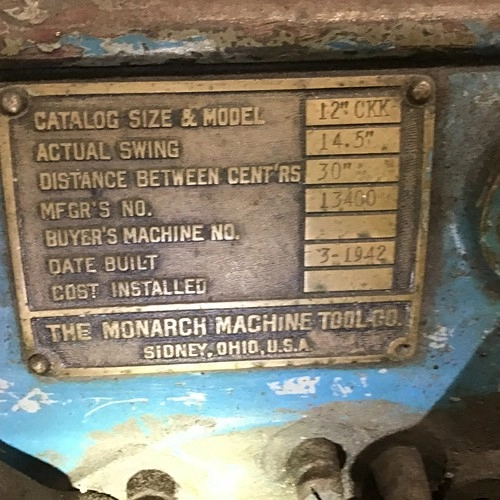 CATALOG SIZE & MODEL 12" CKK
ACTUAL SWING 14.5"
DISTANCE BETWEEN CENT'RS 30"
MFGR'S NO. 13460
BUYER'S MACHINE NO.
DATE BUILT 3-1942
COST INSTALLED
THE MONARCH MACHINE TOOL CO.
SIDNEY, OHIO, U.S.A.